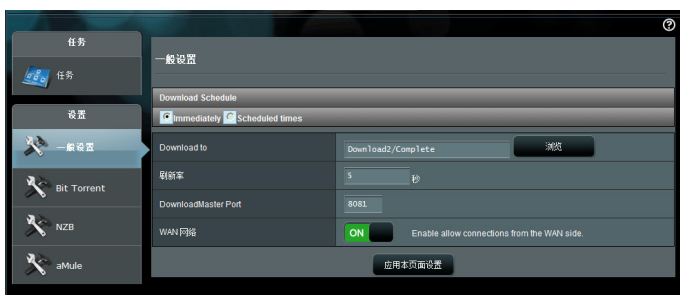 任务
任务
设置
一般设置
Bit Torrent
NZB
aMule
一般设置
Download Schedule
Immediately Scheduled times
Download to Download2/Complete 浏览
刷新率 5 秒
DownloadMaster Port 8081
WAN 网络 ON Enable allow connections from the WAN side.
应用本页面设置